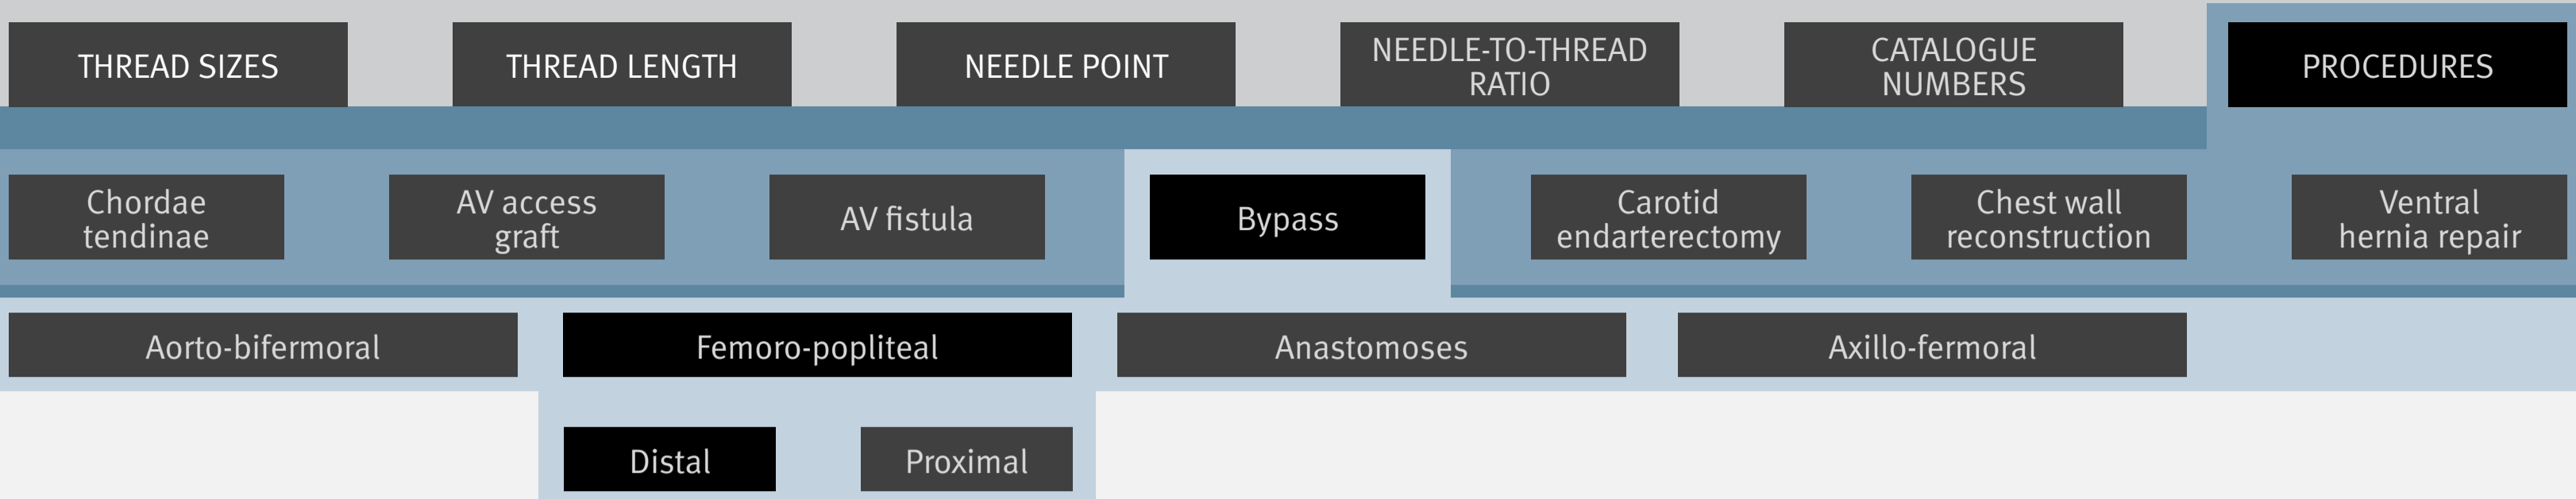 THREAD SIZES
THREAD LENGTH
NEEDLE POINT
NEEDLE-TO-THREAD
RATIO
CATALOGUE
NUMBERS
PROCEDURES
Chordae
tendinae
AV access
graft
AV fistula
Bypass
Carotid
endarterectomy
Chest wall
reconstruction
Ventral
hernia repair
Aorto-bifermoral
Femoro-popliteal
Anastomoses
Axillo-fermoral
Distal
Proximal